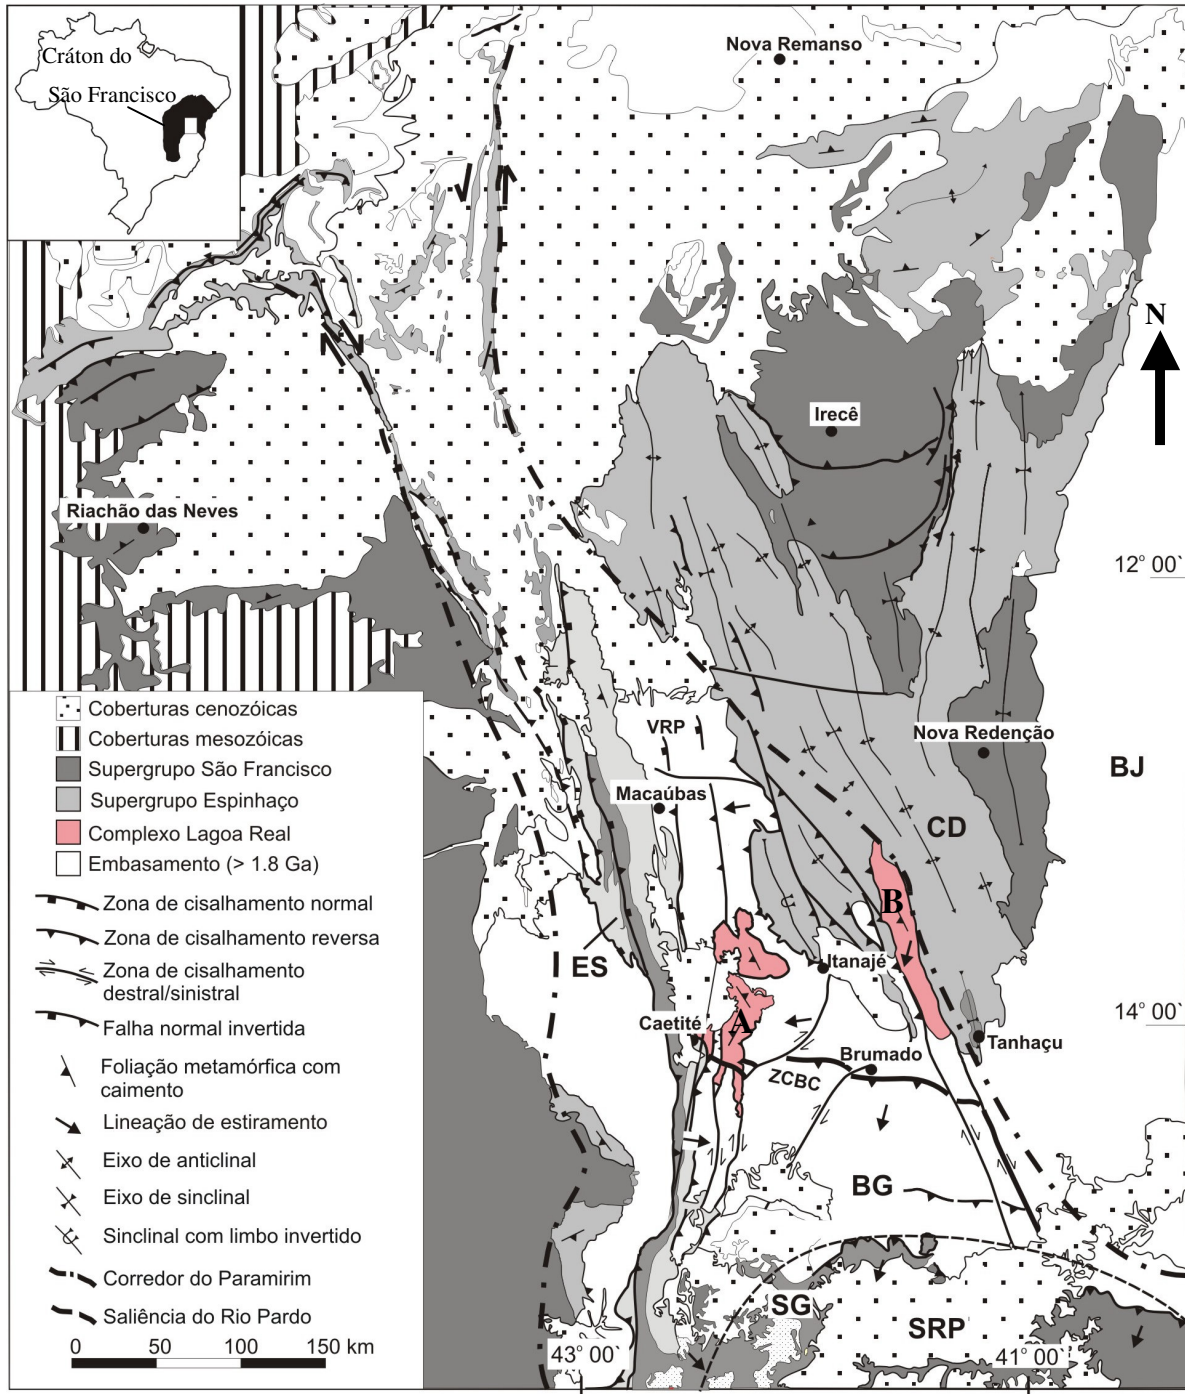 Cráton do
São Francisco
Nova Remanso
N
Irecê
Riachão das Neves
12° 00`
VRP
Nova Redenção
BJ
Macaúbas
CD
B
ES
Itanajé
Caetité
A
14° 00`
Tanhaçu
Brumado
ZCBC
BG
SG
SRP
43° 00`
41° 00`
Coberturas cenozóicas
Coberturas mesozóicas
Supergrupo São Francisco
Supergrupo Espinhaço
Complexo Lagoa Real
Embasamento (> 1.8 Ga)
Zona de cisalhamento normal
Zona de cisalhamento reversa
Zona de cisalhamento
destral/sinistral
Falha normal invertida
Foliação metamórfica com
caimento
Lineação de estiramento
Eixo de anticlinal
Eixo de sinclinal
Sinclinal com limbo invertido
Corredor do Paramirim
Saliência do Rio Pardo
0 50 100 150 km